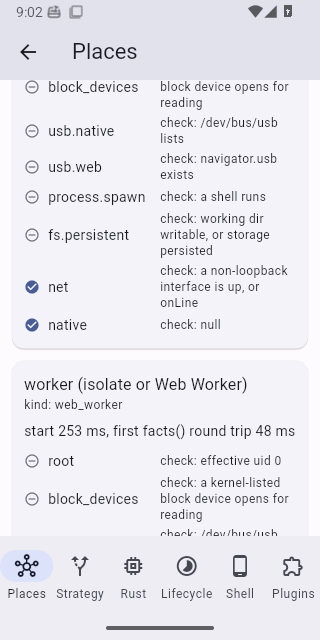 9:02
Places
block_devices
block device opens for
reading
usb.native
check: /dev/bus/usb
lists
usb.web
check: navigator.usb
exists
process.spawn
check: a shell runs
fs.persistent
check: working dir
writable, or storage
persisted
net
check: a non-loopback
interface is up, or
onLine
native
check: null
worker (isolate or Web Worker)
kind: web_worker
start 253 ms, first facts() round trip 48 ms
root
check: effective uid 0
block_devices
check: a kernel-listed
block device opens for
reading
check: /dev/bus/usb
Places
Strategy
Rust
Lifecycle
Shell
Plugins